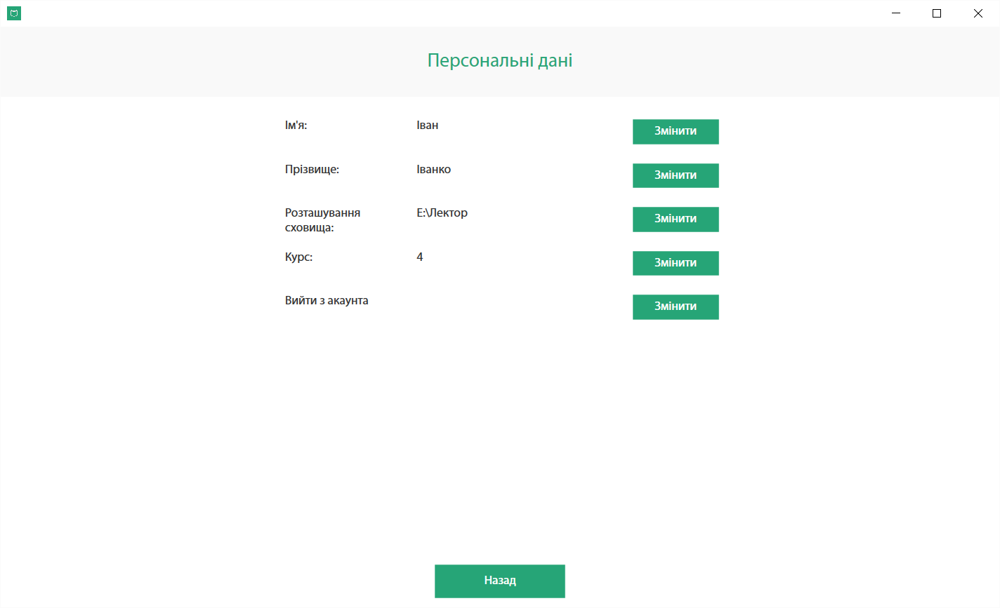 Персональні дані
Ім'я: Іван Змінити
Прізвище: Іванко Змінити
Розташування E:\Лектор Змінити
сховища:
Курс: 4 Змінити
Вийти з акаунта Змінити
Назад